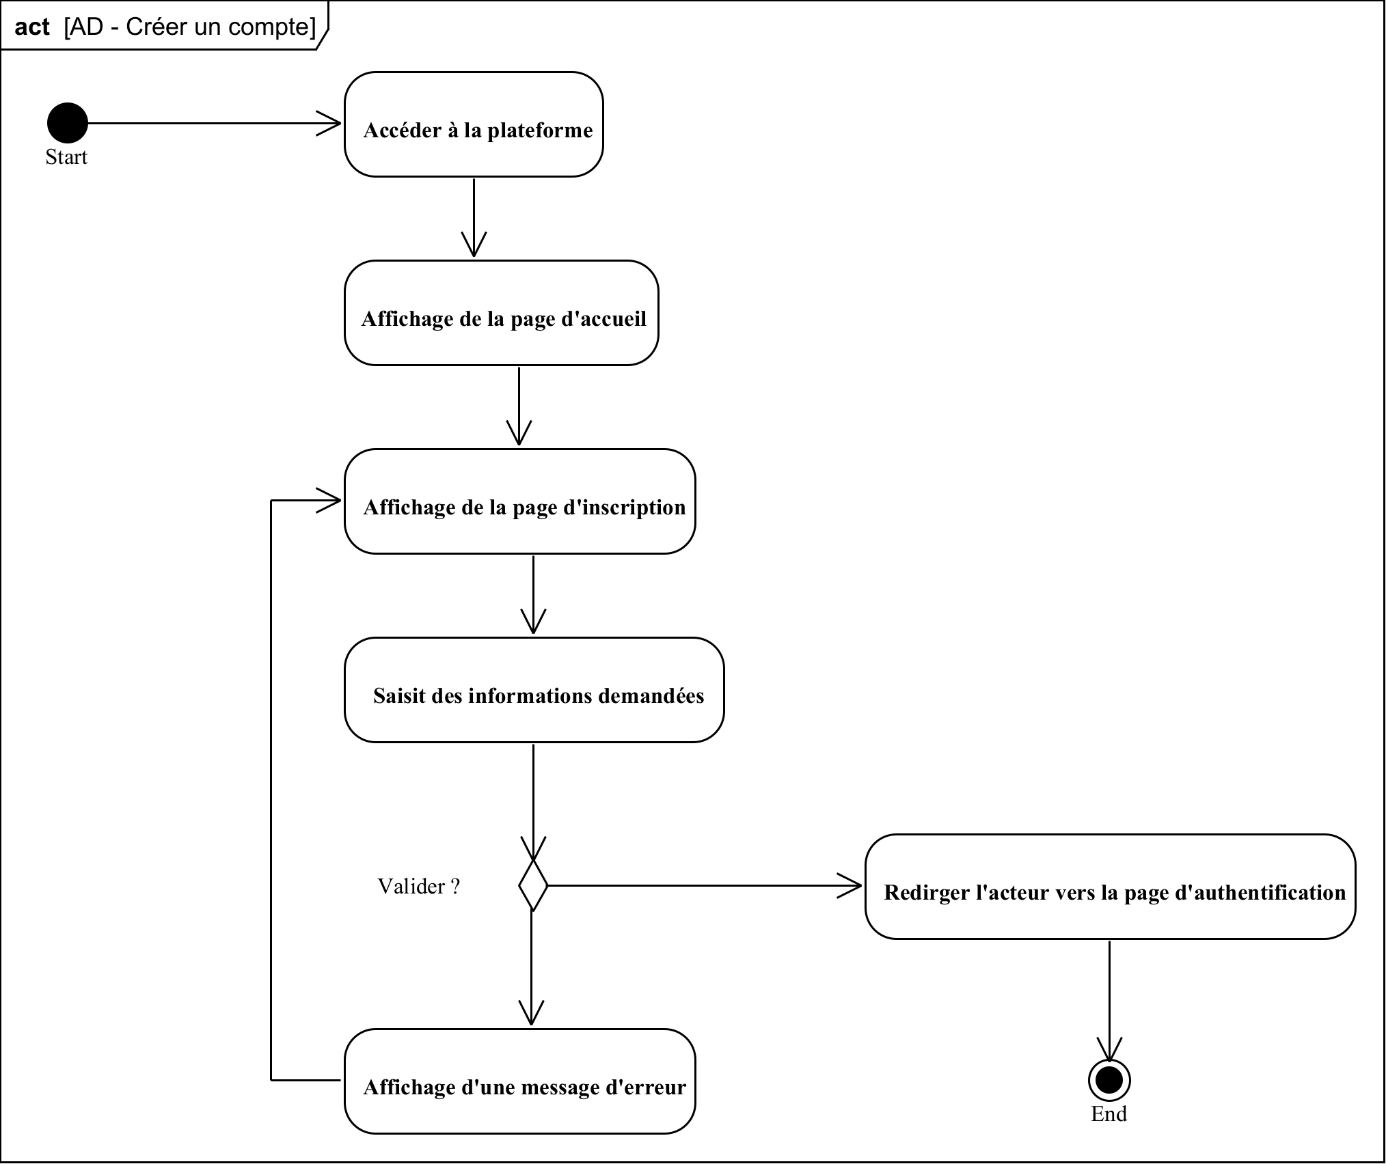 act [AD - Créer un compte]
Accéder à la plateforme
Start
Affichage de la page d'accueil
Affichage de la page d'inscription
Saisit des informations demandées
Valider ?
Redirger l'acteur vers la page d'authentification
Affichage d'une message d'erreur
End